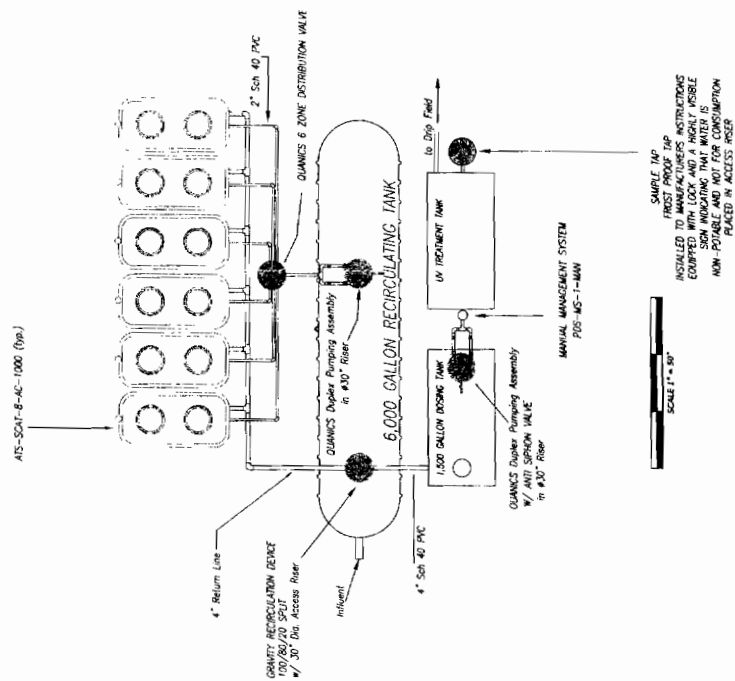 ATS-SCAT-8-AC-1000 (typ.)
2" Sch 40 PVC
QUANICS 6 ZONE DISTRIBUTION VALVE
QUANICS Duplex Pumping Assembly
in ø30" Riser
6,000 GALLON RECIRCULATING TANK
4" Return Line
GRAVITY RECIRCULATION DEVICE
100/80/20 SPLIT
W/ 30" Dia. Access Riser
Influent
4" Sch 40 PVC
1,500 GALLON DOSING TANK
QUANICS Duplex Pumping Assembly
W/ ANTI SIPHON VALVE
in ø30" Riser
UV TREATMENT TANK
to Drip Field
MANUAL MANAGEMENT SYSTEM
PDS-MS-1-MAN
SAMPLE TAP
FROST PROOF TAP
INSTALLED TO MANUFACTURERS INSTRUCTIONS
EQUIPPED WITH LOCK AND A HIGHLY VISIBLE
SIGN INDICATING THAT WATER IS
NON-POTABLE AND NOT FOR CONSUMPTION
PLACED IN ACCESS RISER
SCALE 1" = 50"